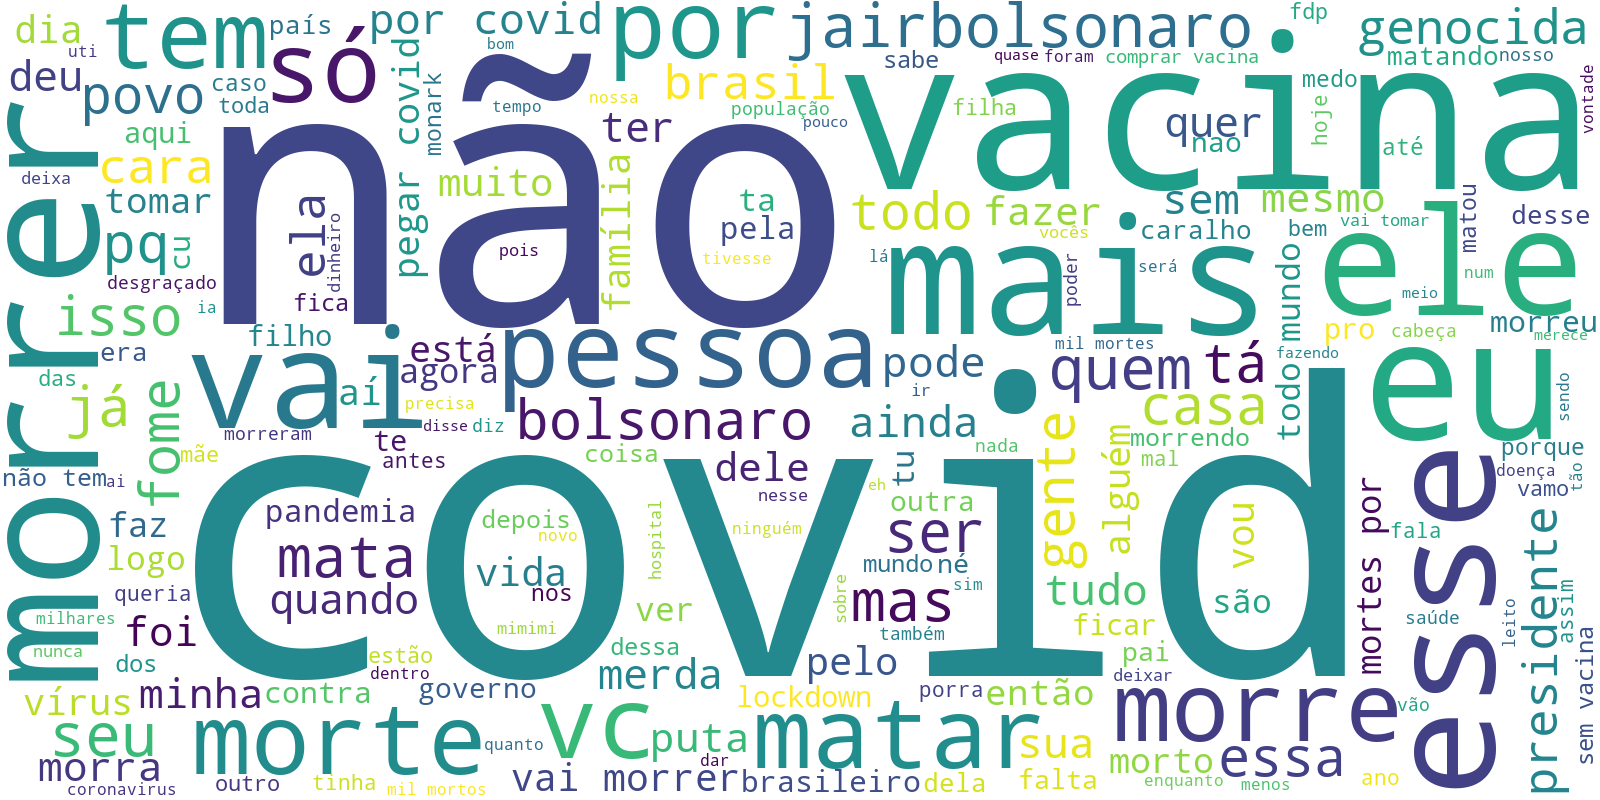 não
covid
vacina
mais
ele
eu
esse
morrer
vai
pessoa
por
tem
só
jairbolsonaro
genocida
matando
nosso
fdp
quase
foram
comprar vacina
sabe
dia
uti
país
por covid
bom
deu
povo
caso
toda
brasil
nossa
tempo
população
pouco
filha
quer
nao
medo
hoje
até
vontade
aqui
deixa
cara
tomar
pq
cu
desgraçado
ela
dinheiro
fica
pegar covid
monark
muito
ter
família
ta
pela
pois
tivesse
todo
fazer
vocês
sem
mesmo
caralho
bem
vai tomar
matou
desse
lá
será
poder
num
meio
isso
ia
filho
era
está
agora
aí
das
já
fome
morreram
precisa
disse
diz
te
antes
mãe
não tem
ai
bolsonaro
pode
ir
mil mortes
quem
tá
todo mundo
fazendo
pro
cabeça
morreu
merece
ainda
casa
morrendo
mal
alguém
gente
nada
tu
dele
nesse
coisa
eh
outra
ser
porque
doença
vamo
tão
sendo
fala
faz
logo
queria
milhares
nunca
foi
dos
pandemia
mata
quando
depois
novo
vida
nos
mimimi
hospital
ninguém
ver
dessa
sobre
mundo
né
sim
mas
também
vou
são
tudo
ficar
pai
deixar
mortes por
saúde
leito
presidente
assim
sem vacina
estão
dentro
vírus
minha
contra
governo
merda
pelo
lockdown
porra
então
morre
vão
seu
morte
quanto
vc
puta
dar
matar
sua
falta
morto
essa
enquanto
menos
ano
morra
coronavirus
outro
tinha
mil mortos
vai morrer
brasileiro
dela